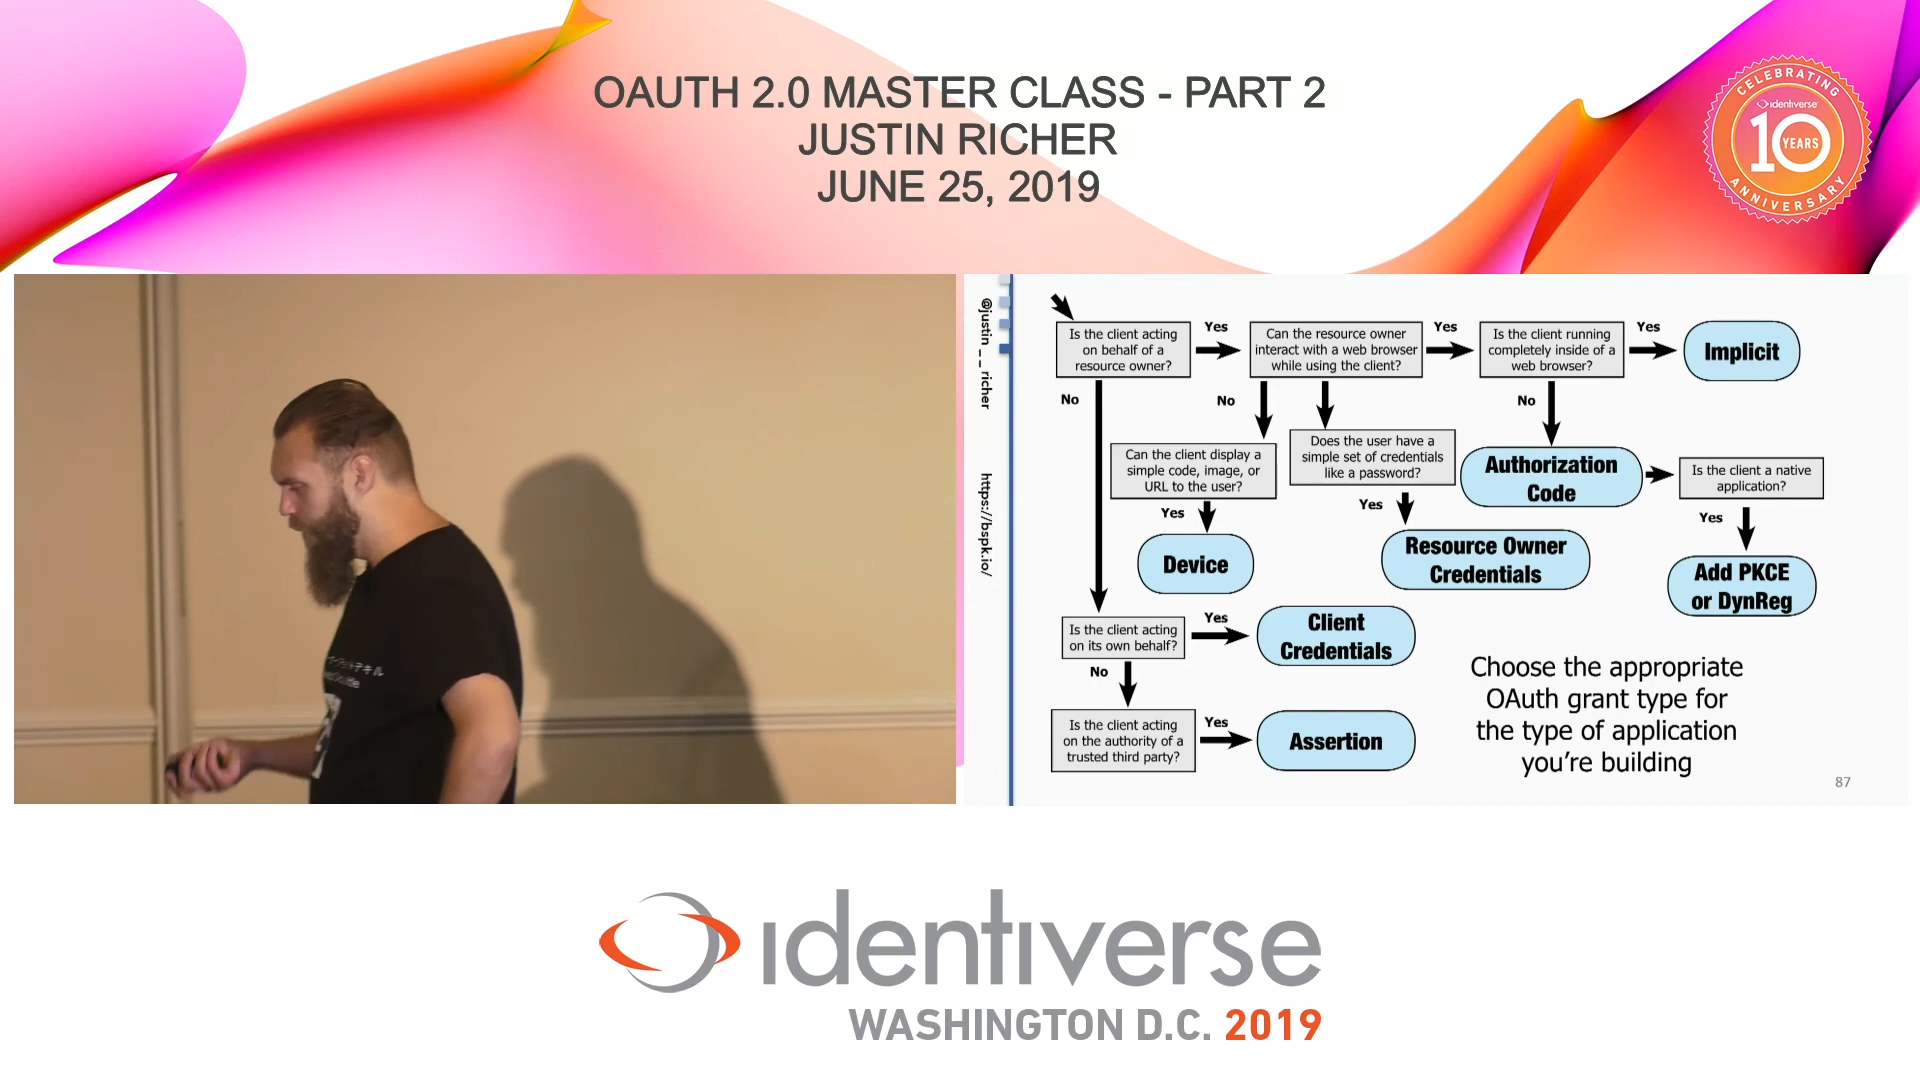 OAUTH 2.0 MASTER CLASS - PART 2
JUSTIN RICHER
JUNE 25, 2019
CELEBRATING
identiverse
10
YEARS
ANNIVERSARY
@justin__richer
https://bspk.io/
Is the client acting
on behalf of a
resource owner?
Yes
Can the resource owner
interact with a web browser
while using the client?
Yes
Is the client running
completely inside of a
web browser?
Yes
Implicit
No
No
No
Can the client display a
simple code, image, or
URL to the user?
Does the user have a
simple set of credentials
like a password?
Authorization
Code
Is the client a native
application?
Yes
Yes
Yes
Device
Resource Owner
Credentials
Add PKCE
or DynReg
Is the client acting
on its own behalf?
Yes
Client
Credentials
No
Is the client acting
on the authority of a
trusted third party?
Yes
Assertion
Choose the appropriate
OAuth grant type for
the type of application
you're building
87
identiverse
WASHINGTON D.C. 2019